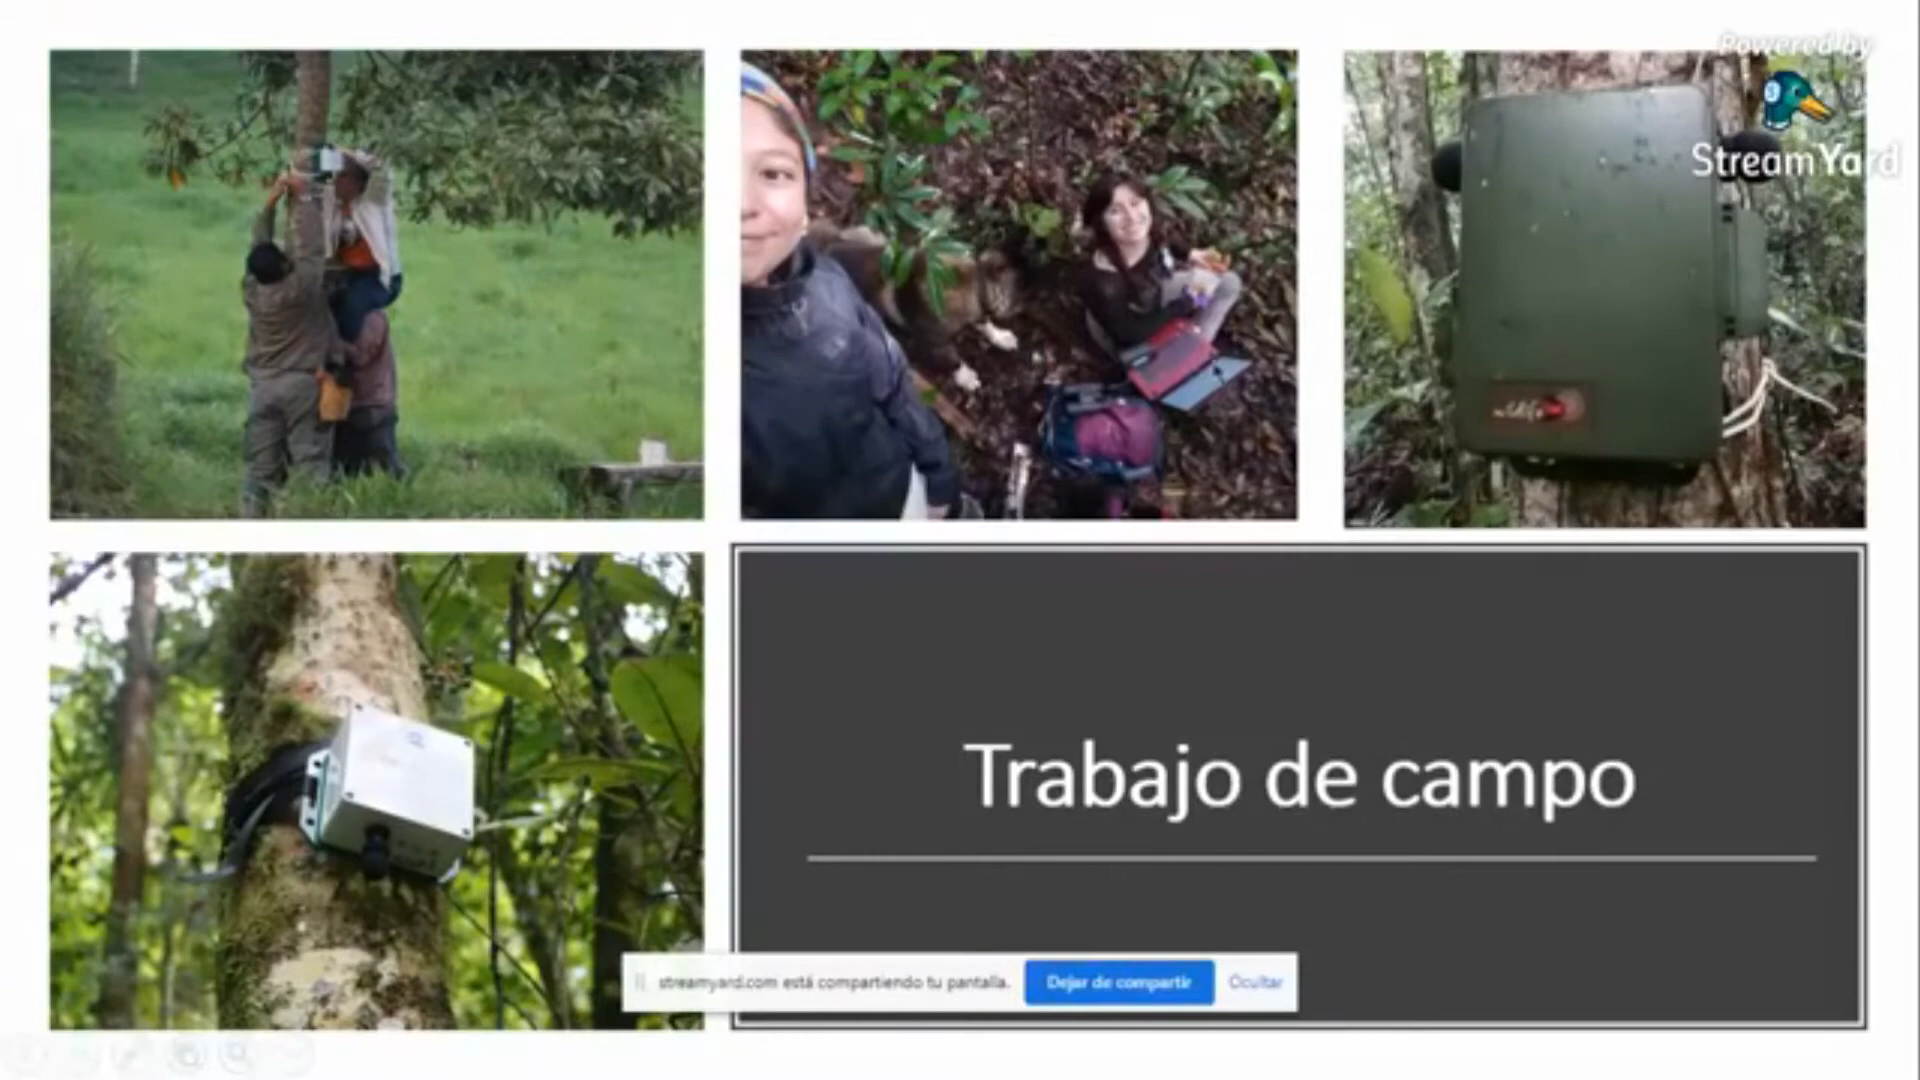 Powered by
StreamYard
Trabajo de campo
streamyard.com está compartiendo tu pantalla.
Dejar de compartir
Ocultar